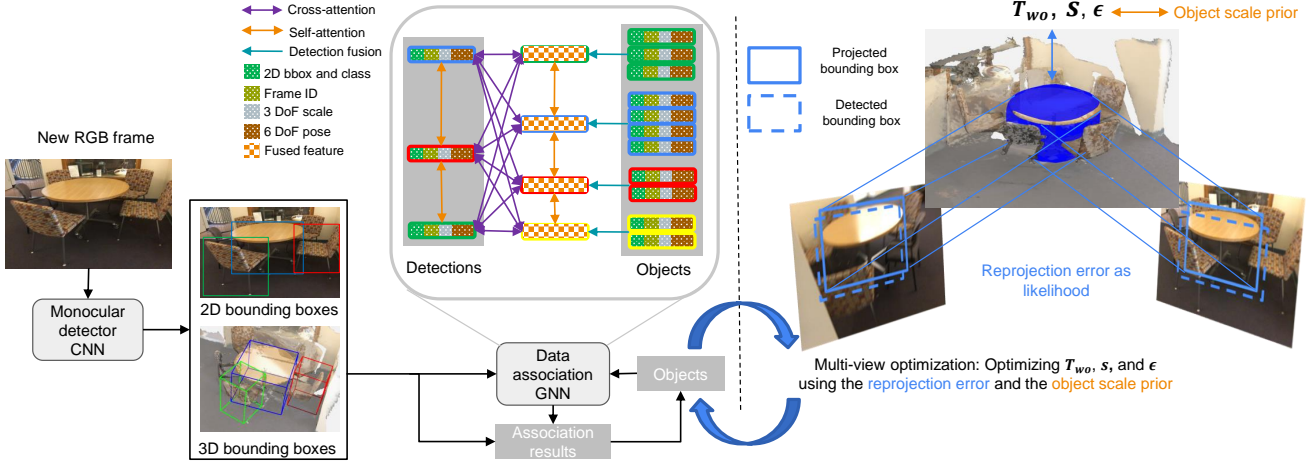 Cross-attention
Self-attention
Detection fusion
2D bbox and class
Frame ID
3 DoF scale
6 DoF pose
Fused feature
New RGB frame
Monocular
detector
CNN
2D bounding boxes
3D bounding boxes
Detections
Objects
Data
association
GNN
Objects
Association
results
Projected
bounding box
Detected
bounding box
T_wo, S, ϵ
Object scale prior
Reprojection error as
likelihood
Multi-view optimization: Optimizing T_wo, s, and ϵ
using the reprojection error and the object scale prior